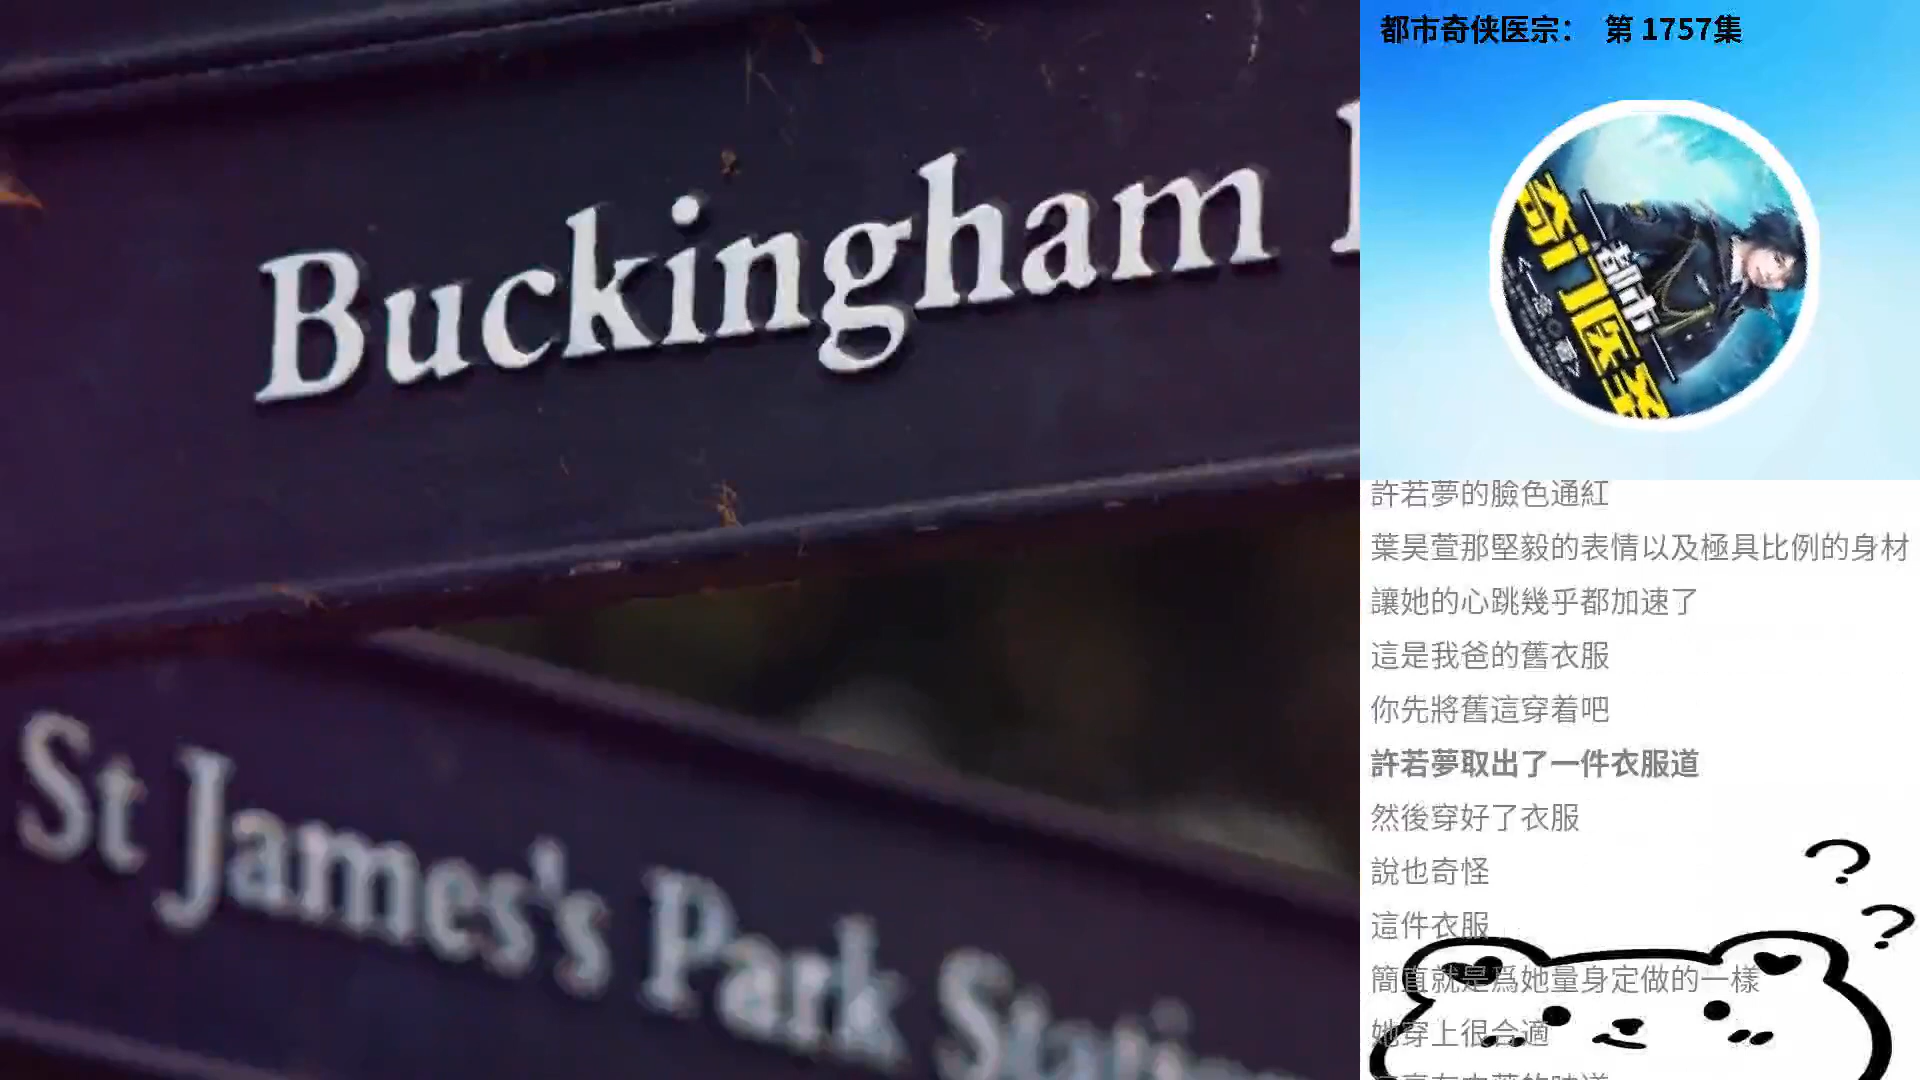 Buckingham
St James's Park Station
都市奇侠医宗： 第 1757集
都市
奇门医圣
許若夢的臉色通紅
葉昊萱那堅毅的表情以及極具比例的身材
讓她的心跳幾乎都加速了
這是我爸的舊衣服
你先將舊這穿着吧
許若夢取出了一件衣服道
然後穿好了衣服
說也奇怪
這件衣服
簡直就是爲她量身定做的一樣
她穿上很合適